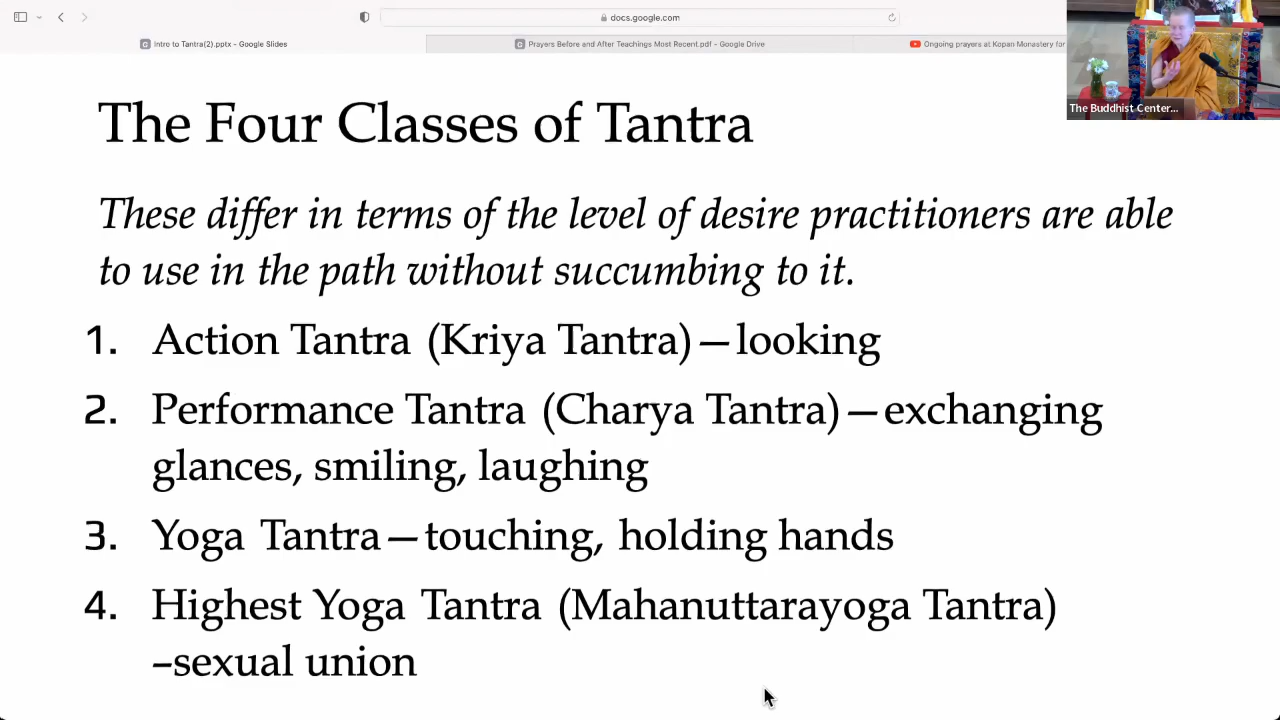 docs.google.com
Intro to Tantra(2).pptx - Google Slides
Prayers Before and After Teachings Most Recent.pdf - Google Drive
Ongoing prayers at Kopan Monastery for
The Buddhist Center...
The Four Classes of Tantra
These differ in terms of the level of desire practitioners are able
to use in the path without succumbing to it.
1. Action Tantra (Kriya Tantra)—looking
2. Performance Tantra (Charya Tantra)—exchanging
glances, smiling, laughing
3. Yoga Tantra—touching, holding hands
4. Highest Yoga Tantra (Mahanuttarayoga Tantra)
–sexual union